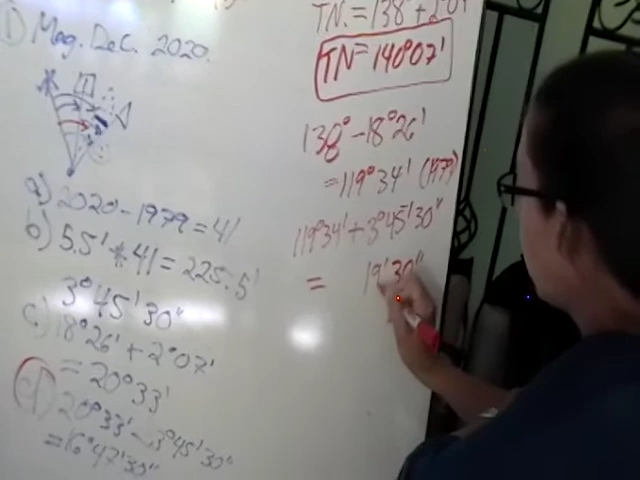 1) Mag. Dec. 2020.
a) 2020 - 1979 = 41
b) 5.5' * 41 = 225.5'
3°45'30"
c) 18°26' + 2°07'
= 20°33'
d) 20°33' - 3°45'30"
= 16°47'30"
TN. = 138° + 2°07'
TN = 140°07'
138° - 18°26'
= 119°34' (1979)
119°34' + 3°45'30"
= 19'30"